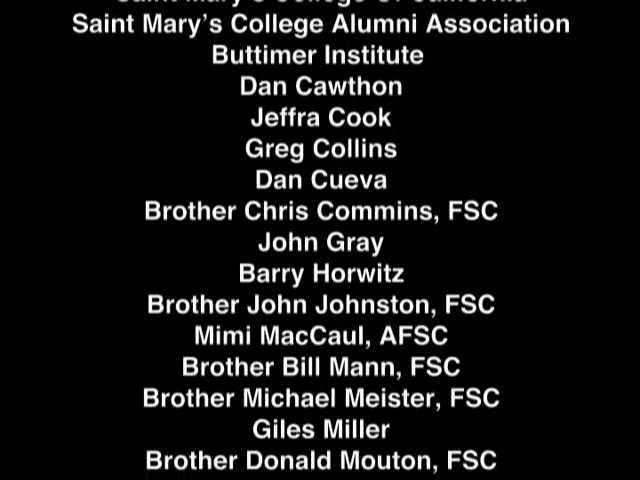 Saint Mary's College Of California
Saint Mary’s College Alumni Association
Buttimer Institute
Dan Cawthon
Jeffra Cook
Greg Collins
Dan Cueva
Brother Chris Commins, FSC
John Gray
Barry Horwitz
Brother John Johnston, FSC
Mimi MacCaul, AFSC
Brother Bill Mann, FSC
Brother Michael Meister, FSC
Giles Miller
Brother Donald Mouton, FSC